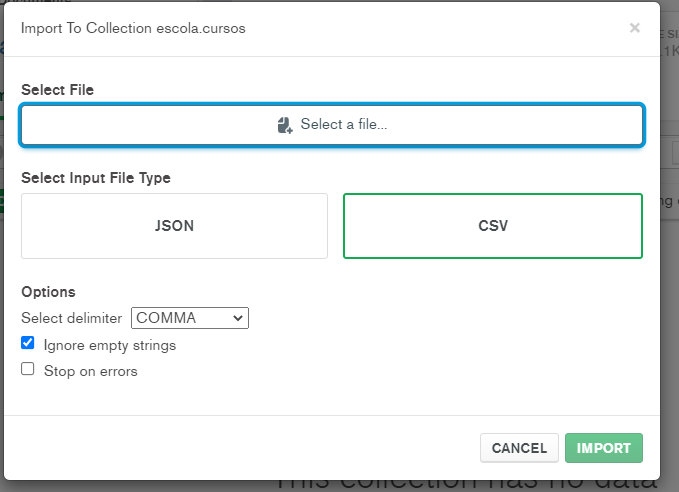 Import To Collection escola.cursos
×
Select File
Select a file...
Select Input File Type
JSON
CSV
Options
Select delimiter COMMA
Ignore empty strings
Stop on errors
CANCEL
IMPORT
This collection has no data